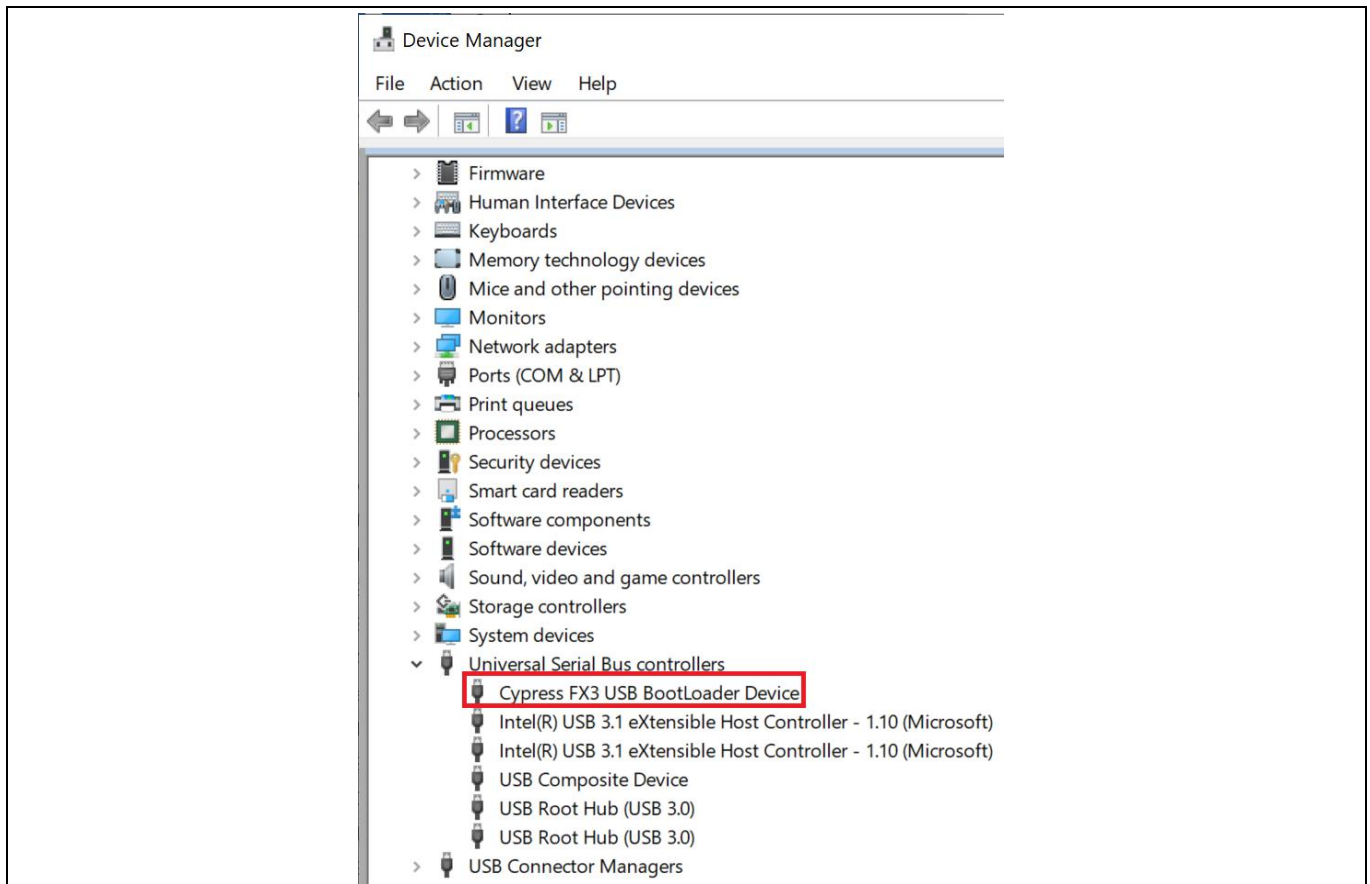 Device Manager
File Action View Help
Firmware
Human Interface Devices
Keyboards
Memory technology devices
Mice and other pointing devices
Monitors
Network adapters
Ports (COM & LPT)
Print queues
Processors
Security devices
Smart card readers
Software components
Software devices
Sound, video and game controllers
Storage controllers
System devices
Universal Serial Bus controllers
Cypress FX3 USB BootLoader Device
Intel(R) USB 3.1 eXtensible Host Controller - 1.10 (Microsoft)
Intel(R) USB 3.1 eXtensible Host Controller - 1.10 (Microsoft)
USB Composite Device
USB Root Hub (USB 3.0)
USB Root Hub (USB 3.0)
USB Connector Managers